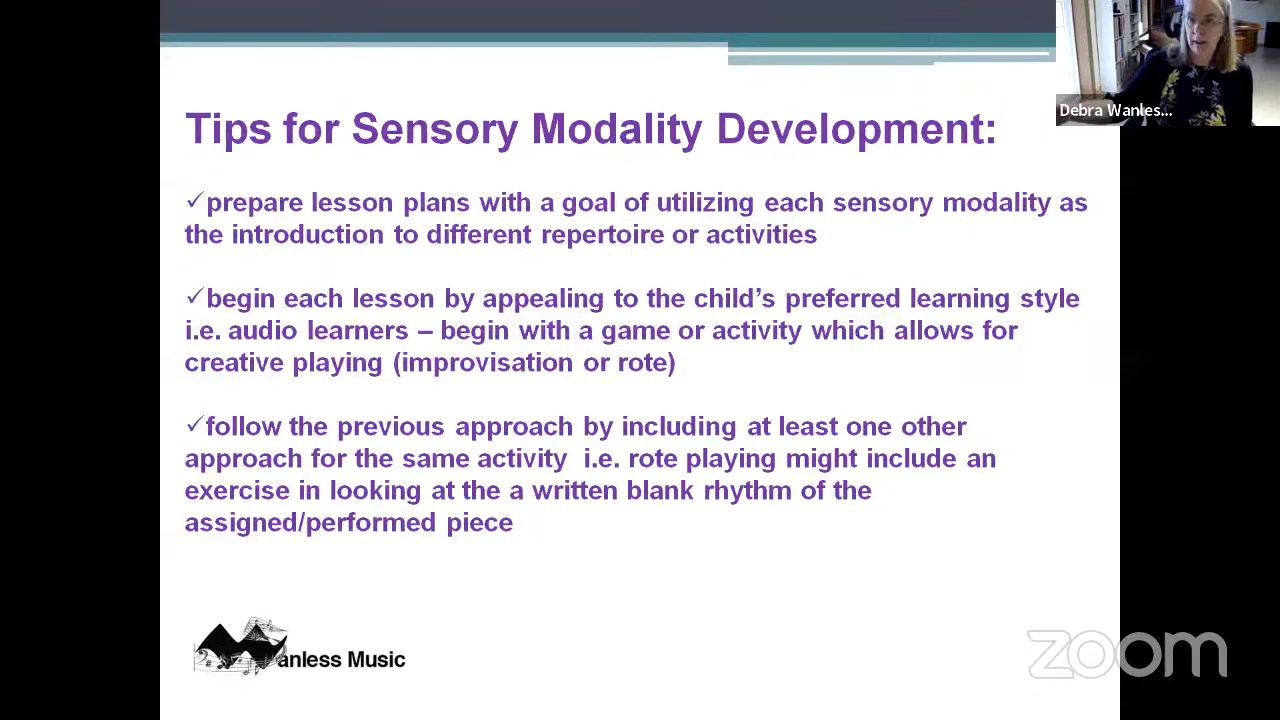 Tips for Sensory Modality Development:
Debra Wanles...
✓prepare lesson plans with a goal of utilizing each sensory modality as
the introduction to different repertoire or activities
✓begin each lesson by appealing to the child’s preferred learning style
i.e. audio learners – begin with a game or activity which allows for
creative playing (improvisation or rote)
✓follow the previous approach by including at least one other
approach for the same activity  i.e. rote playing might include an
exercise in looking at the a written blank rhythm of the
assigned/performed piece
anless Music
zoom